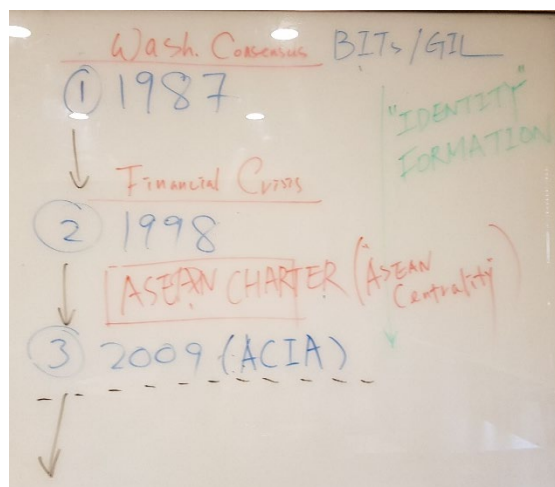 Wash. Consensus BITs/GIL
① 1987
"IDENTITY"
FORMATION
Financial Crisis
② 1998
ASEAN CHARTER ("ASEAN
Centrality")
③ 2009 (ACIA)